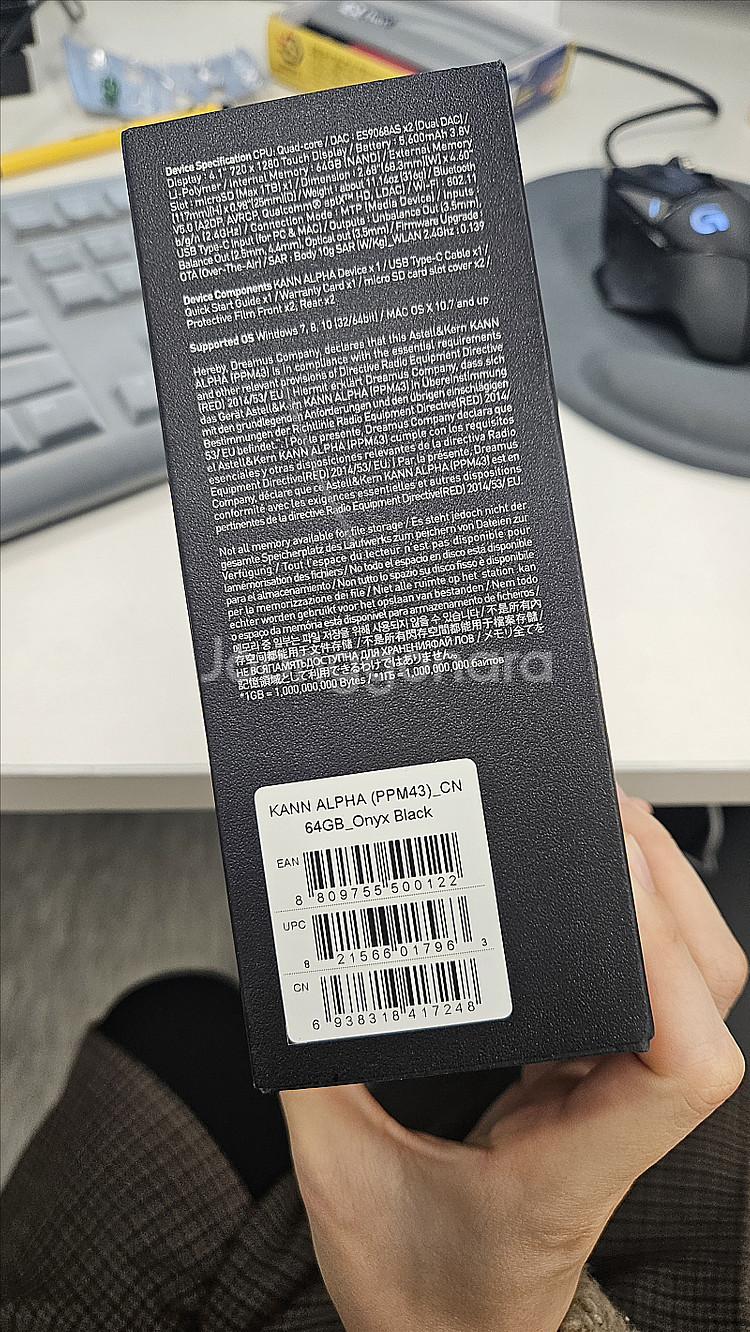 Device Specification CPU: Quad-core / DAC : ES9068AS x2 (Dual DAC) /
Display : 4.1" 720 x 1280 Touch Display / Battery : 5,600mAh 3.8V
Li-Polymer / Internal Memory : 64GB (NAND) / External Memory
Slot : microSD (Max 1TB) x1 / Dimension : 2.68"(68.3mm)[W] x 4.60"
(117mm)[H] x 0.98"(25mm)[D] / Weight : about 11.14oz (316g) / Bluetooth
V5.0 (A2DP, AVRCP, Qualcomm® aptX™ HD, LDAC) / Wi-Fi : 802.11
b/g/n (2.4GHz) / Connection Mode : MTP (Media Device) / Inputs :
USB Type-C Input (for PC & MAC) / Outputs : Unbalance Out (3.5mm),
Balance Out (2.5mm, 4.4mm), Optical out (3.5mm) / Firmware Upgrade :
OTA (Over-The-Air) / SAR : Body 10g SAR (W/Kg)_WLAN 2.4GHz : 0.139
Device Components KANN ALPHA Device x 1 / USB Type-C Cable x1 /
Quick Start Guide x1 / Warranty Card x1 / micro SD card slot cover x2 /
Protective Film Front x2, Rear x2
Supported OS Windows 7, 8, 10 (32/64bit) / MAC OS X 10.7 and up
Hereby, Dreamus Company, declares that this Astell&Kern KANN
ALPHA (PPM43) is in compliance with the essential requirements
and other relevant provisions of Directive Radio Equipment Directive
(RED) 2014/53/ EU. | Hiermit erklärt Dreamus Company, dass sich
das Gerät Astell&Kern KANN ALPHA (PPM43) in Übereinstimmung
mit den grundlegenden Anforderungen und den übrigen einschlägigen
Bestimmungen der Richtlinie Radio Equipment Directive(RED) 2014/
53/ EU befindet. | Por le presente, Dreamus Company declara que
el Astell&Kern KANN ALPHA (PPM43) cumplis con los requisitos
esenciales y otras disposiciones relevantes de la directiva Radio
Equipment Directive(RED) 2014/53/ EU. | Par la présente, Dreamus
Company, déclare que ce Astell&Kern KANN ALPHA (PPM43) est en
conformité avec les exigences essentielles et autres dispositions
pertinentes de la directive Radio Equipment Directive(RED) 2014/53/ EU.
Not all memory available for file storage / Es steht jedoch nicht der
gesamte Speicherplatz des Laufwerks zum peichern von Dateien zur
Verfügung / Tout l'espace du lecteur n'est pas disponible pour
lamémorisation des fichiers / No todo el espacio en disco está disponible
para el almacenamiento / Non tutto lo spazio su disco fisso è disponibile
per la memorizzazione dei file / Niet alle ruimte op het station kan
echter worden gebruikt voor het opslaan van bestanden / Nem todo
o espaço da memória está disponível para armazenamento de ficheiros /
메모리 중 일부는 파일 저장을 위해 사용되지 않을 수 있습니다 / 不是所有內
存空间都能用于文件存储 / 不是所有閃存空間都能用于檔案存儲 /
НЕ ВСЯ ПАМЯТЬ ДОСТУПНА ДЛЯ ХРАНЕНИЯ ФАЙЛОВ / メモリ全てを
記憶領域として利用できるわけではありません。
*1GB = 1,000,000,000 Bytes / *1ГБ = 1,000,000,000 байтов
KANN ALPHA (PPM43)_CN
64GB_Onyx Black
EAN
8 809755 500122
UPC
8 21566 01796 3
CN
6 938318 417248
G